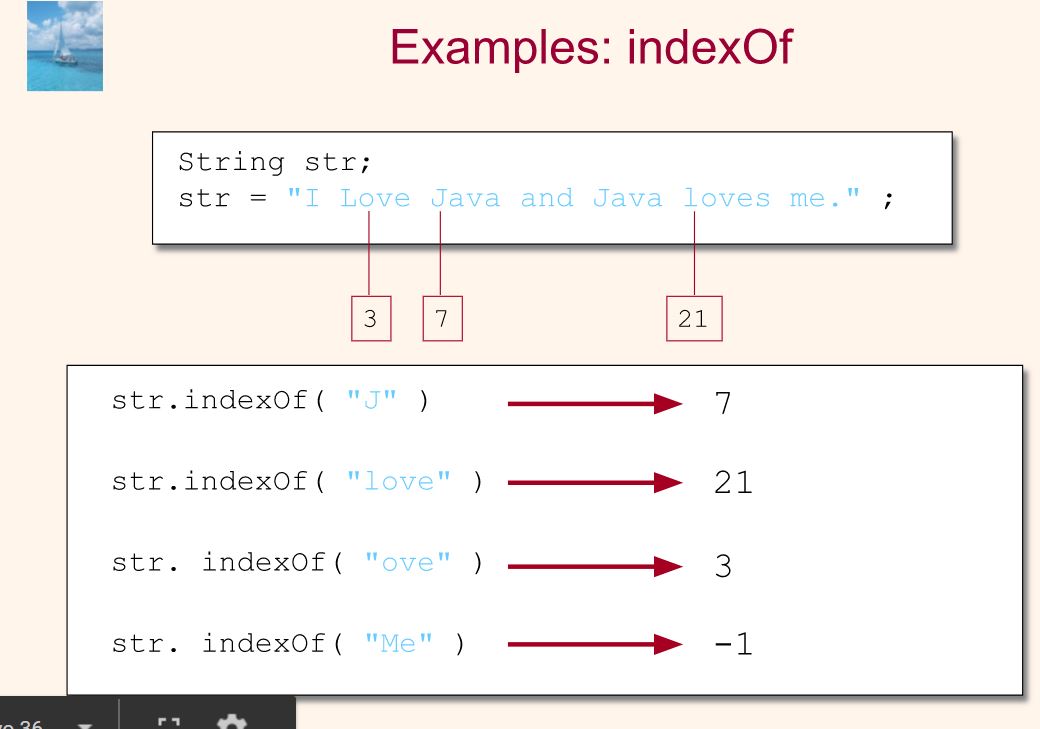 Examples: indexOf
String str;
str = "I Love Java and Java loves me." ;
3 7 21
str.indexOf( "J" ) 7
str.indexOf( "love" ) 21
str. indexOf( "ove" ) 3
str. indexOf( "Me" ) -1
36